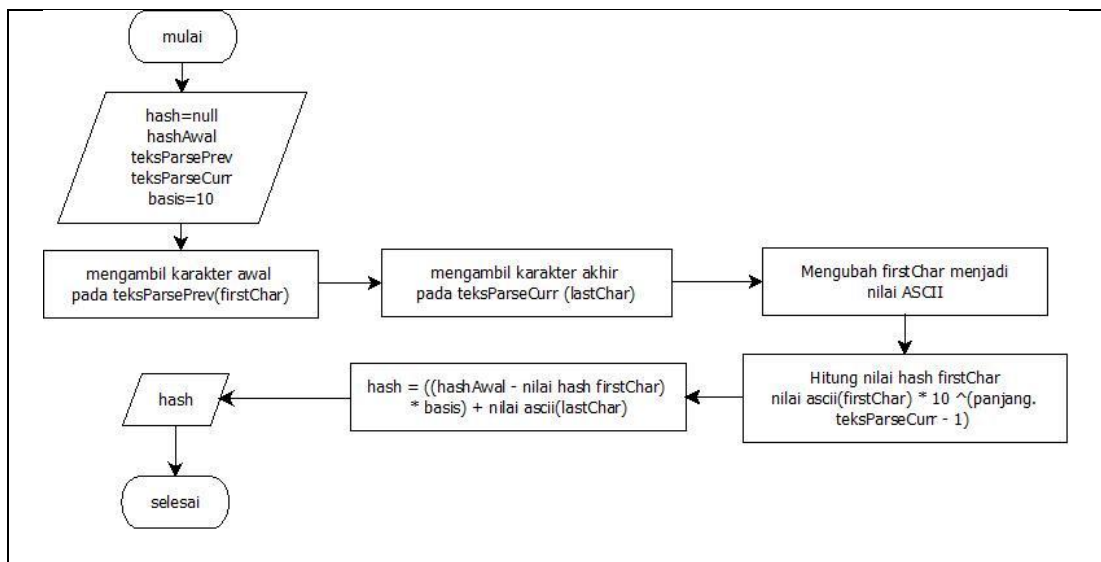 mulai
hash=null
hashAwal
teksParsePrev
teksParseCurr
basis=10
mengambil karakter awal
pada teksParsePrev(firstChar)
mengambil karakter akhir
pada teksParseCurr (lastChar)
Mengubah firstChar menjadi
nilai ASCII
Hitung nilai hash firstChar
nilai ascii(firstChar) * 10 ^(panjang.
teksParseCurr - 1)
hash = ((hashAwal - nilai hash firstChar)
* basis) + nilai ascii(lastChar)
hash
selesai